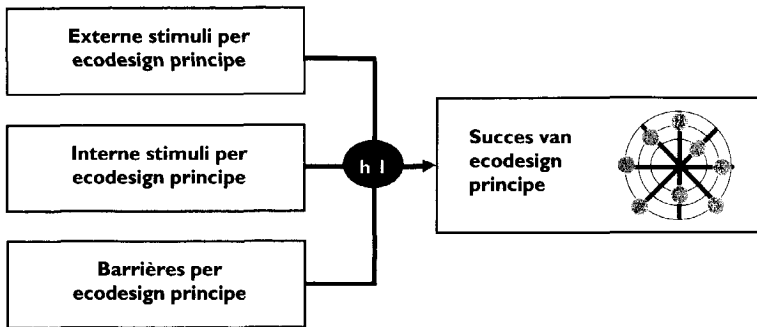 Externe stimuli per
ecodesign principe
Interne stimuli per
ecodesign principe
Barrières per
ecodesign principe
h l
Succes van
ecodesign
principe